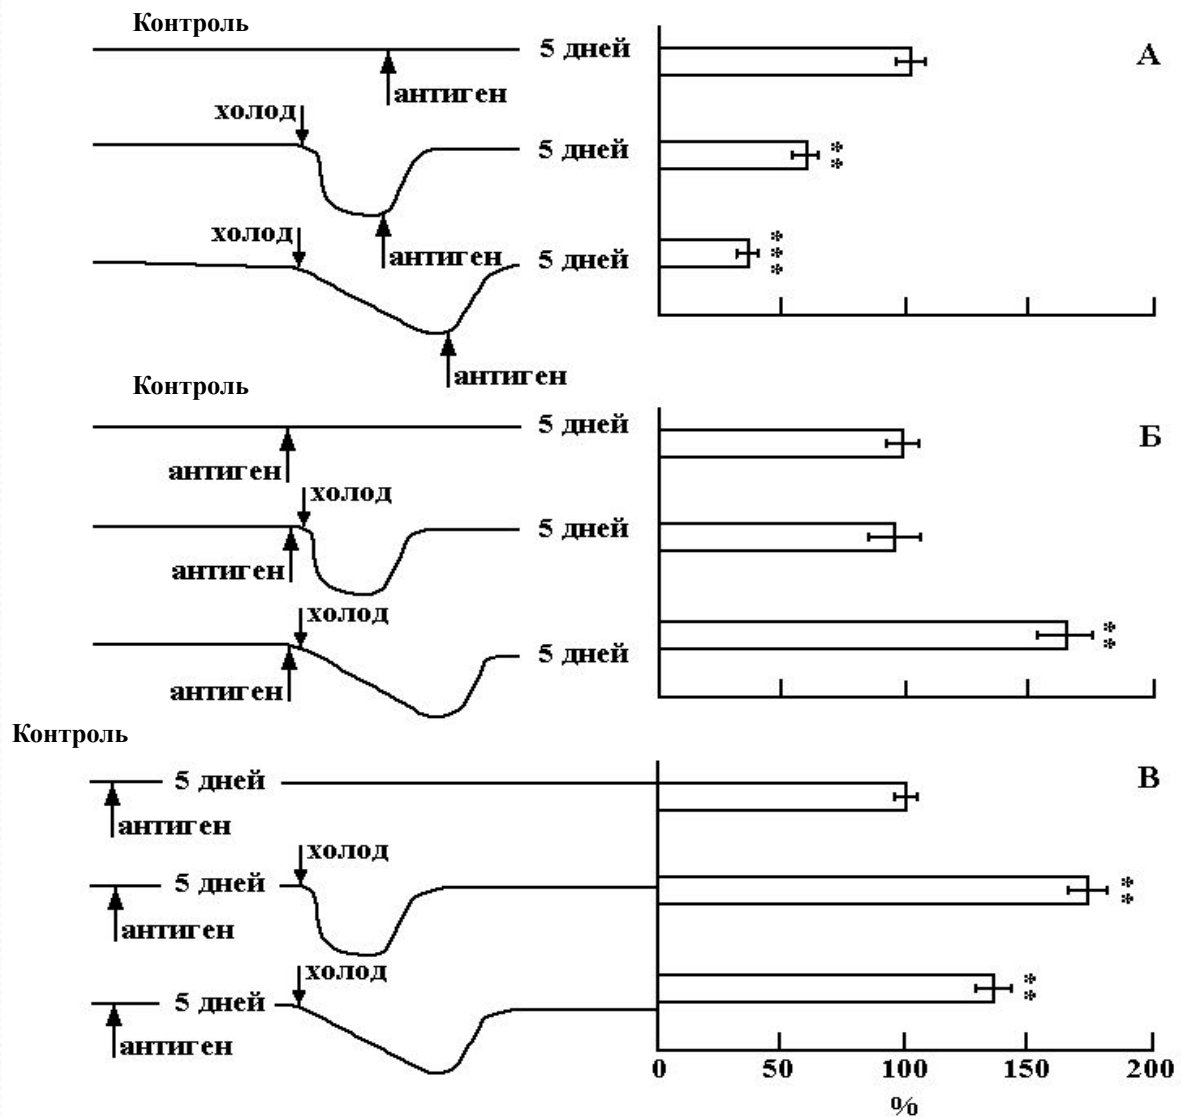 Контроль
5 дней
А
антиген
холод
5 дней
**
холод
антиген
5 дней
***
антиген
Контроль
5 дней
Б
антиген
холод
5 дней
антиген
холод
5 дней
**
антиген
Контроль
5 дней
В
антиген
холод
5 дней
**
антиген
холод
5 дней
**
антиген
0 50 100 150 200
%